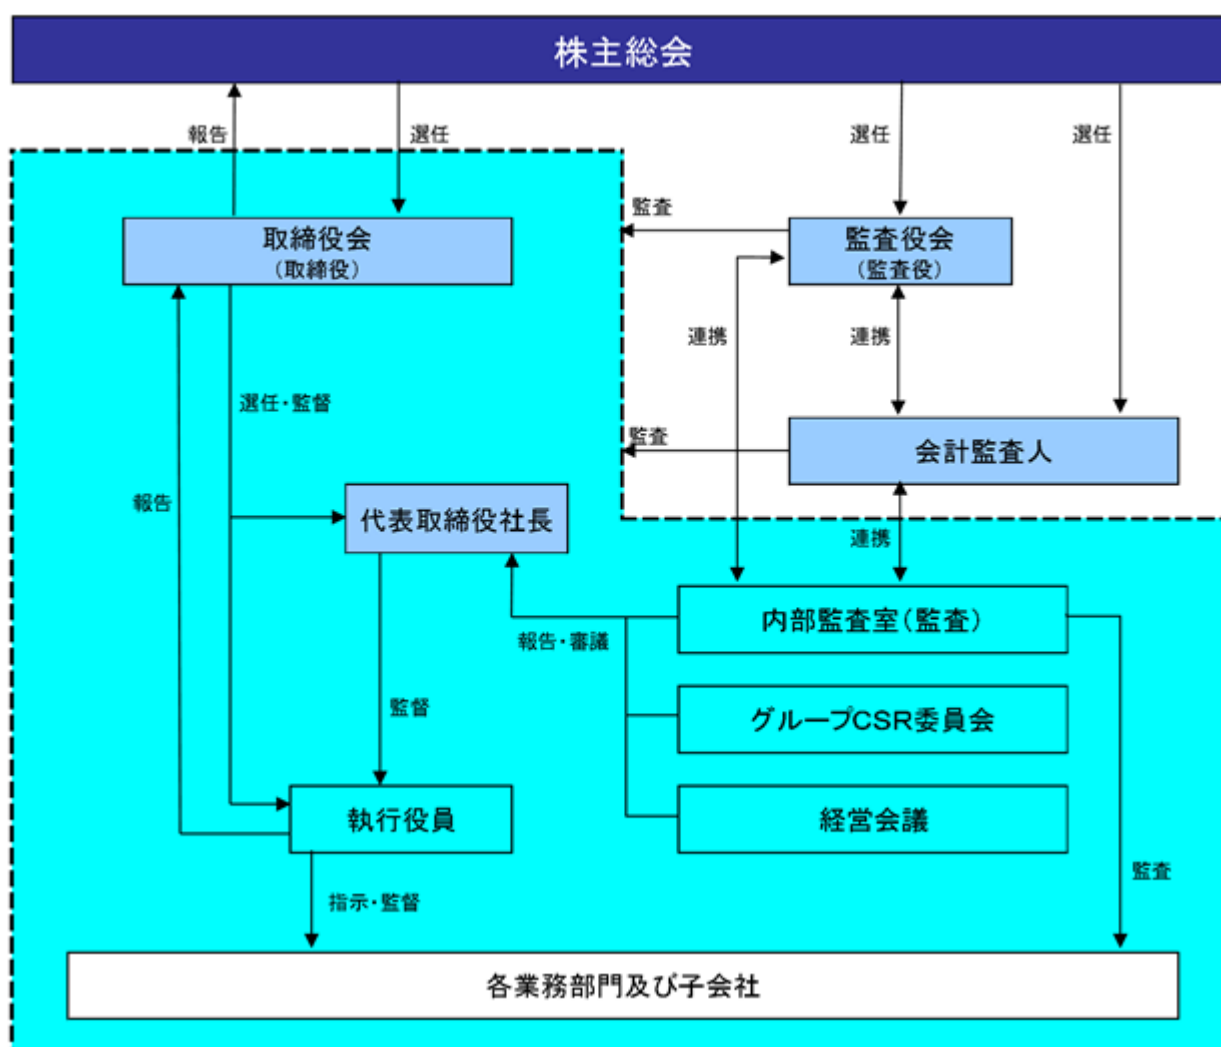 株主総会
報告
選任
選任
選任
監査
取締役会
（取締役）
監査役会
（監査役）
連携
連携
選任・監督
監査
会計監査人
報告
代表取締役社長
連携
内部監査室（監査）
報告・審議
監督
グループCSR委員会
執行役員
経営会議
監査
指示・監督
各業務部門及び子会社